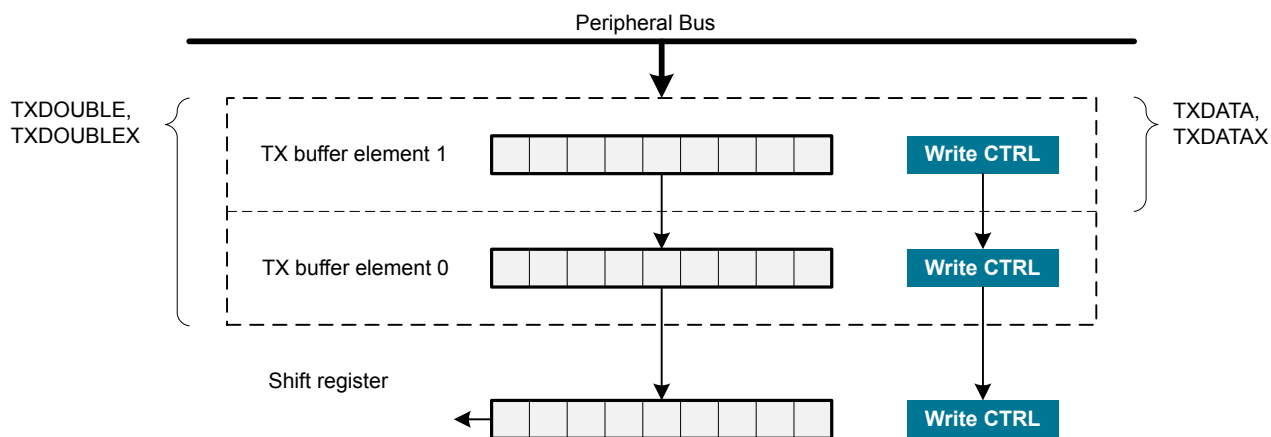 Peripheral Bus
TXDOUBLE,
TXDOUBLEX
TXDATA,
TXDATAX
TX buffer element 1
Write CTRL
TX buffer element 0
Write CTRL
Shift register
Write CTRL